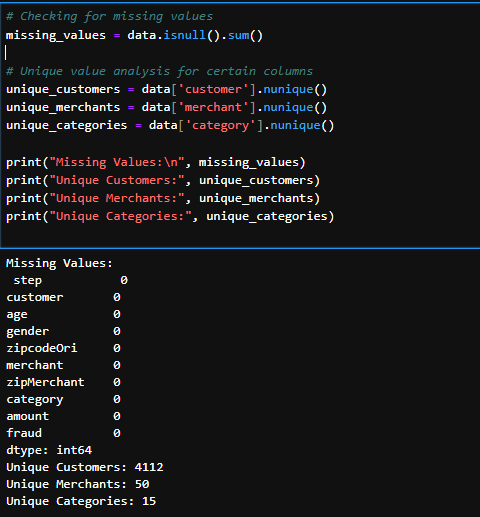 # Checking for missing values
missing_values = data.isnull().sum()
# Unique value analysis for certain columns
unique_customers = data['customer'].nunique()
unique_merchants = data['merchant'].nunique()
unique_categories = data['category'].nunique()
print("Missing Values:\n", missing_values)
print("Unique Customers:", unique_customers)
print("Unique Merchants:", unique_merchants)
print("Unique Categories:", unique_categories)
Missing Values:
step 0
customer 0
age 0
gender 0
zipcodeOri 0
merchant 0
zipMerchant 0
category 0
amount 0
fraud 0
dtype: int64
Unique Customers: 4112
Unique Merchants: 50
Unique Categories: 15